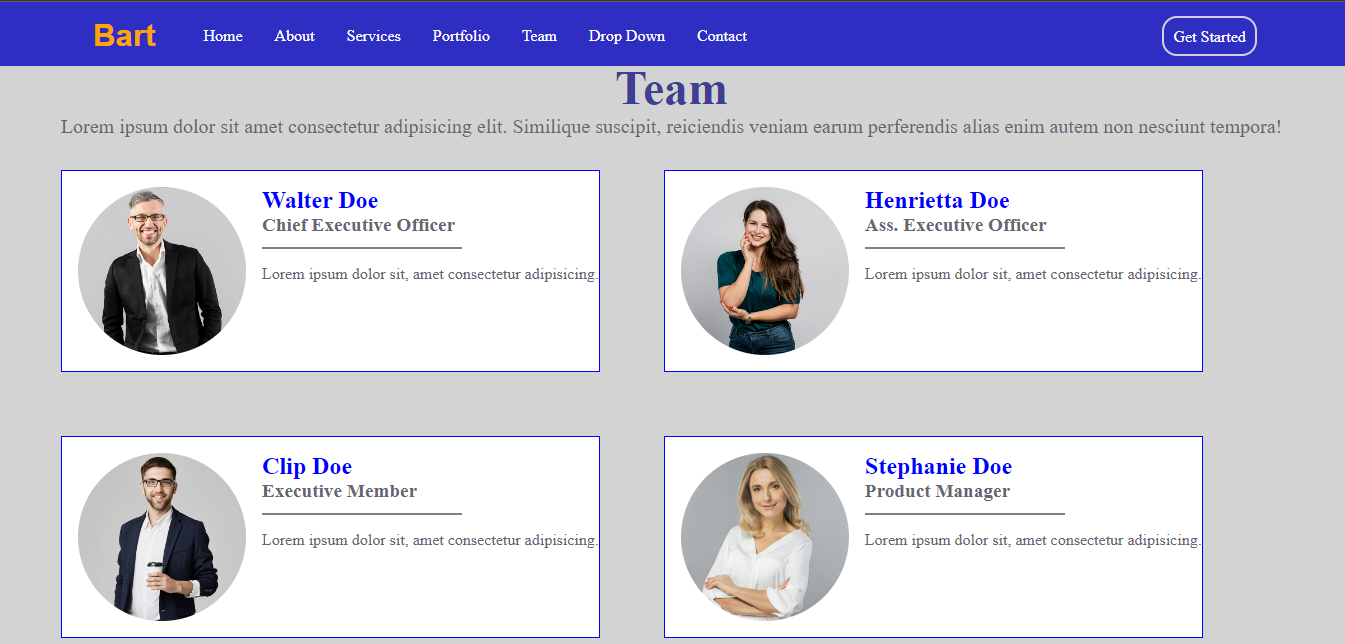 Bart Home About Services Portfolio Team Drop Down Contact Get Started
Team
Lorem ipsum dolor sit amet consectetur adipisicing elit. Similique suscipit, reiciendis veniam earum perferendis alias enim autem non nesciunt tempora!
Walter Doe
Chief Executive Officer
Lorem ipsum dolor sit, amet consectetur adipisicing.
Henrietta Doe
Ass. Executive Officer
Lorem ipsum dolor sit, amet consectetur adipisicing.
Clip Doe
Executive Member
Lorem ipsum dolor sit, amet consectetur adipisicing.
Stephanie Doe
Product Manager
Lorem ipsum dolor sit, amet consectetur adipisicing.